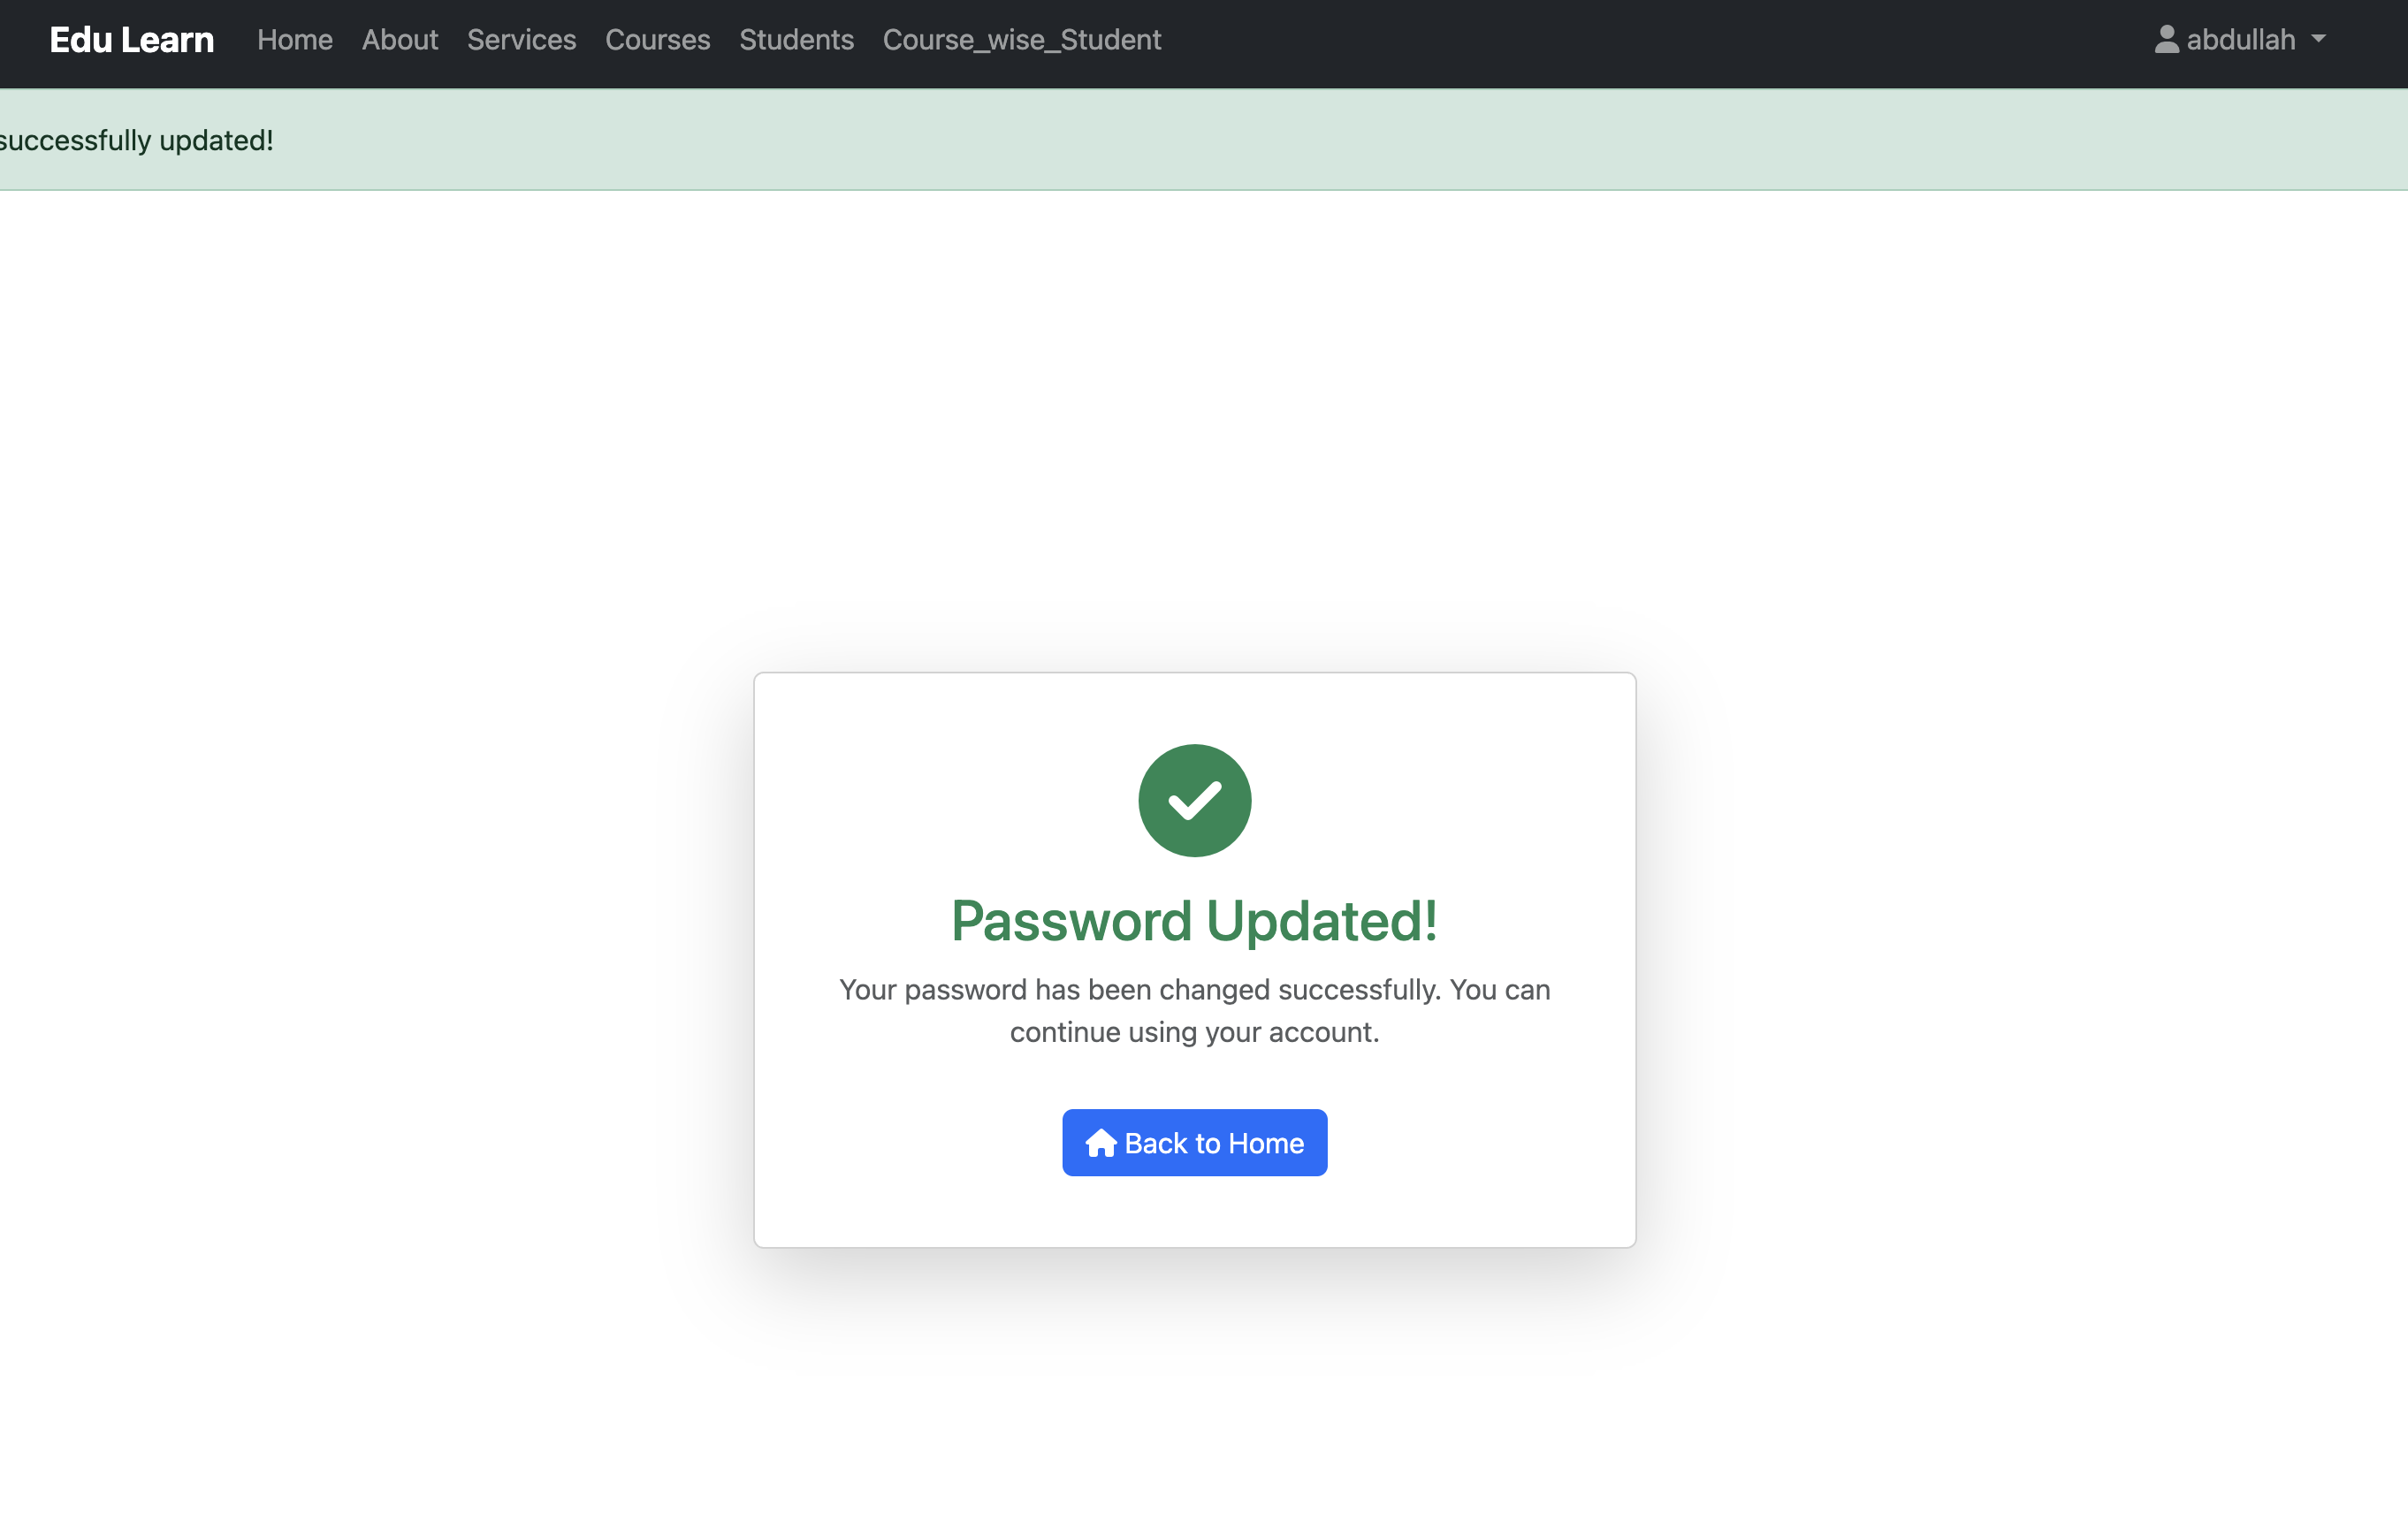 Edu Learn Home About Services Courses Students Course_wise_Student abdullah
successfully updated!
Password Updated!
Your password has been changed successfully. You can
continue using your account.
Back to Home